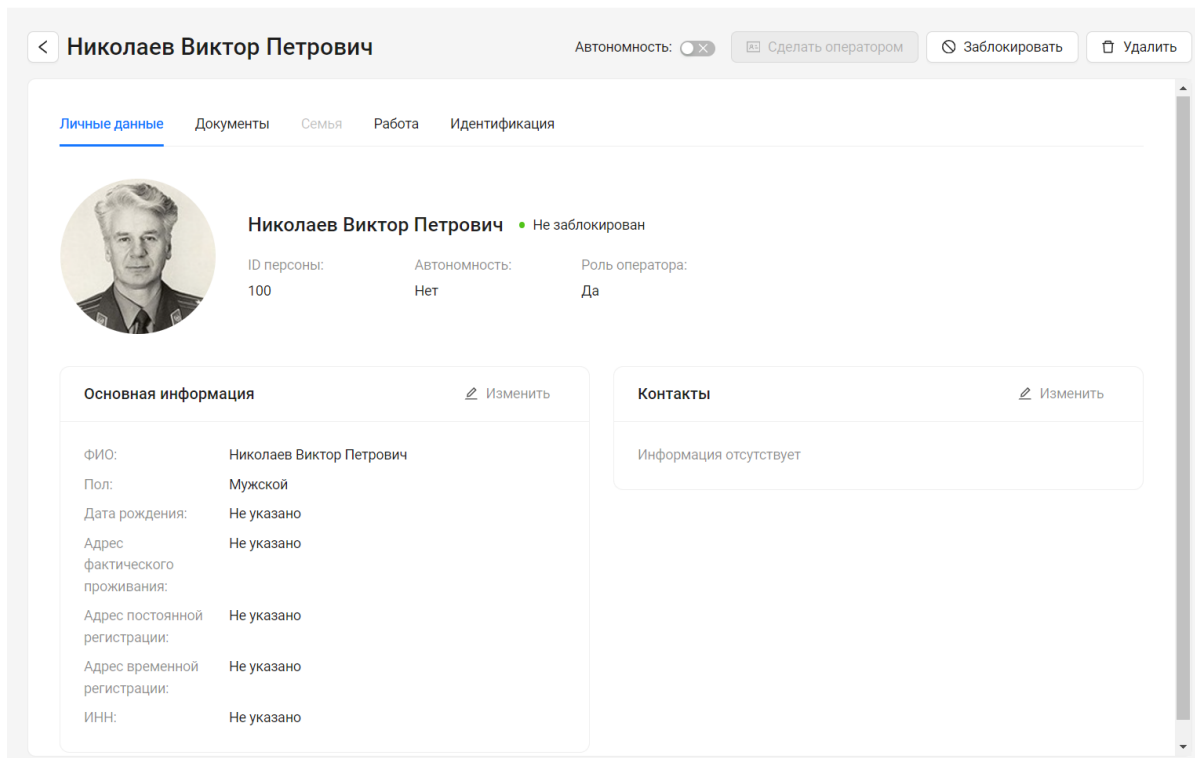 Николаев Виктор Петрович
Автономность:
Сделать оператором
Заблокировать
Удалить
Личные данные
Документы
Семья
Работа
Идентификация
Николаев Виктор Петрович
Не заблокирован
ID персоны:
Автономность:
Роль оператора:
100
Нет
Да
Основная информация
Изменить
ФИО:
Николаев Виктор Петрович
Пол:
Мужской
Дата рождения:
Не указано
Адрес
фактического
проживания:
Не указано
Адрес постоянной
регистрации:
Не указано
Адрес временной
регистрации:
Не указано
ИНН:
Не указано
Контакты
Изменить
Информация отсутствует